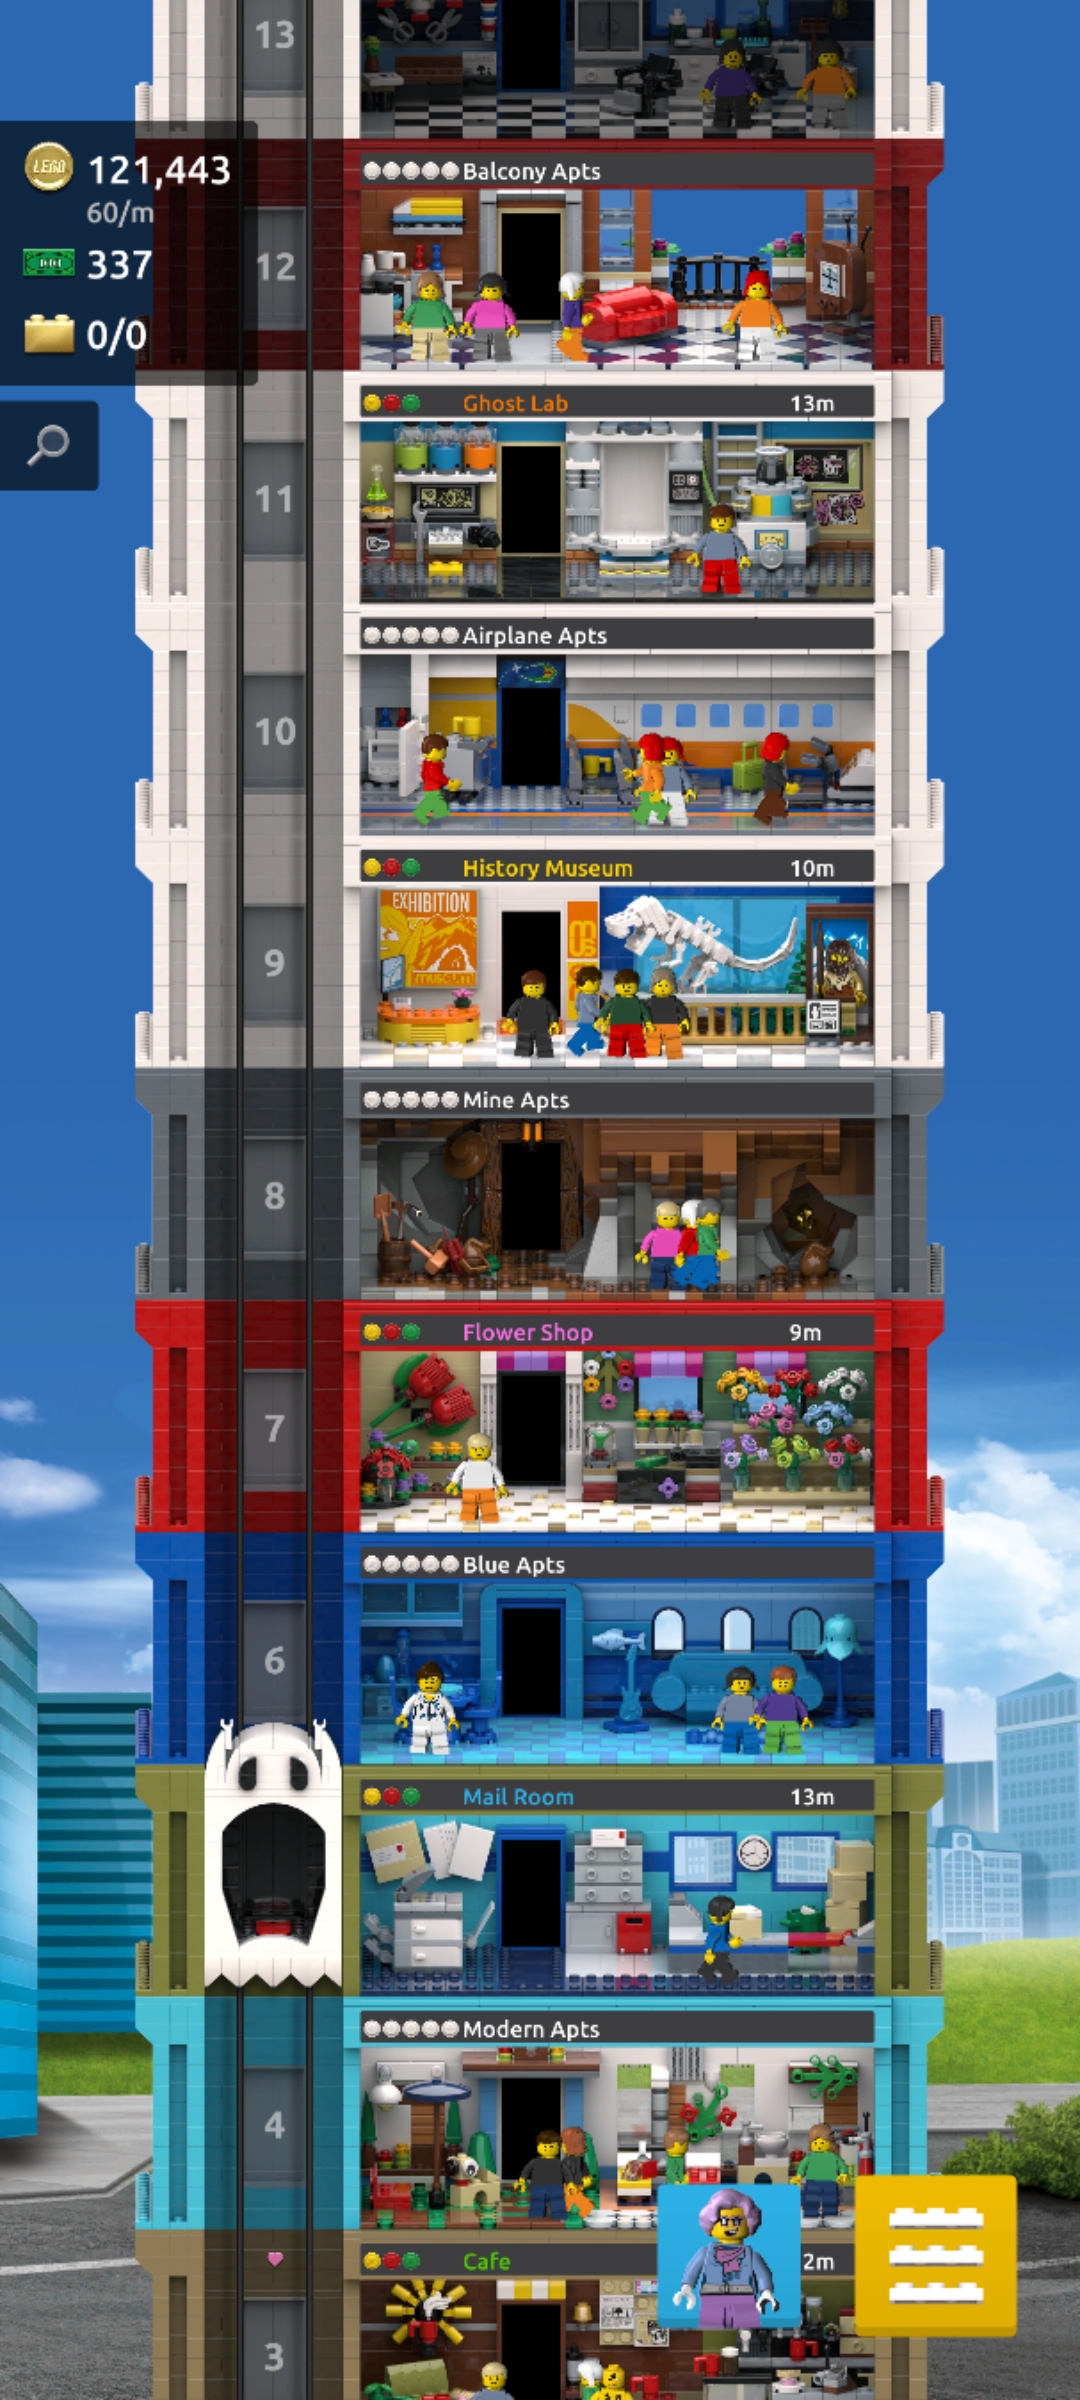 13
LEGO
121,443
60/m
337
0/0
Balcony Apts
12
Ghost Lab 13m
11
Airplane Apts
10
History Museum 10m
EXHIBITION
museum
9
Mine Apts
8
Flower Shop 9m
7
Blue Apts
6
Mail Room 13m
Modern Apts
4
Cafe 2m
3